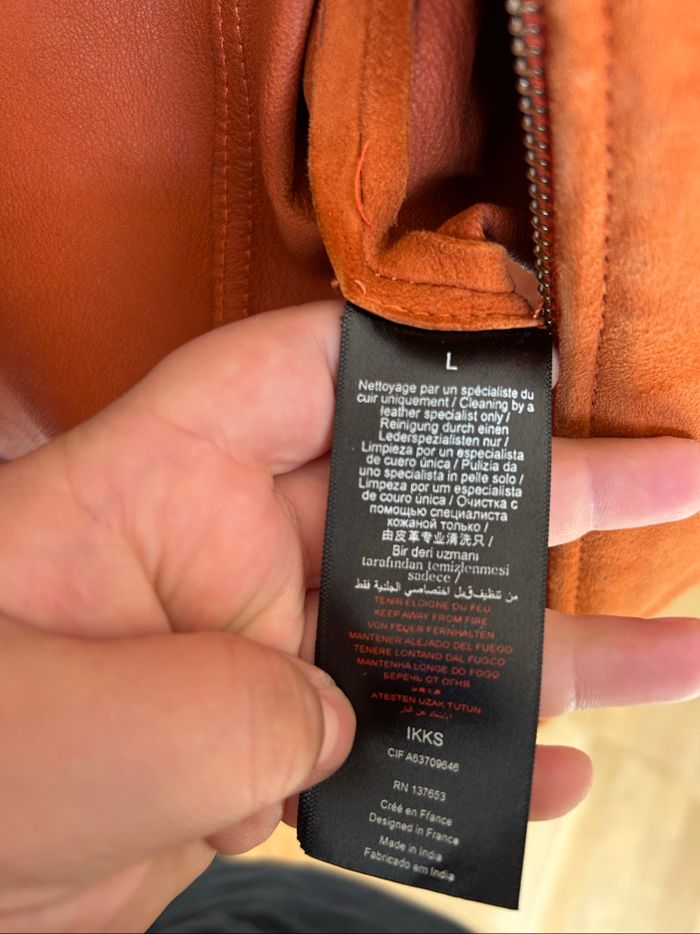 L
Nettoyage par un spécialiste du
cuir uniquement / Cleaning by a
leather specialist only /
Reinigung durch einen
Lederspezialisten nur /
Limpieza por un especialista
de cuero única / Pulizia da
uno specialista in pelle solo /
Limpeza por um especialista
de couro única / Очистка с
помощью специалиста
кожаной только /
由皮革专业清洗只 /
Bir deri uzmanı
tarafından temizlenmesi
sadece /
من تنظيف قبل اختصاصي الجلدية فقط
TENIR ELOIGNE DU FEU
KEEP AWAY FROM FIRE
VON FEUER FERNHALTEN
MANTENER ALEJADO DEL FUEGO
TENERE LONTANO DAL FUOCO
MANTENHA LONGE DO FOGO
БЕРЕЧЬ ОТ ОГНЯ
ATESTEN UZAK TUTUN
IKKS
CIF A63709646
RN 137653
Créé en France
Designed in France
Made in India
Fabricado em India